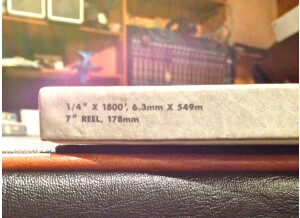 1/4" X 1800', 6.3mm X 549m
7" REEL, 178mm